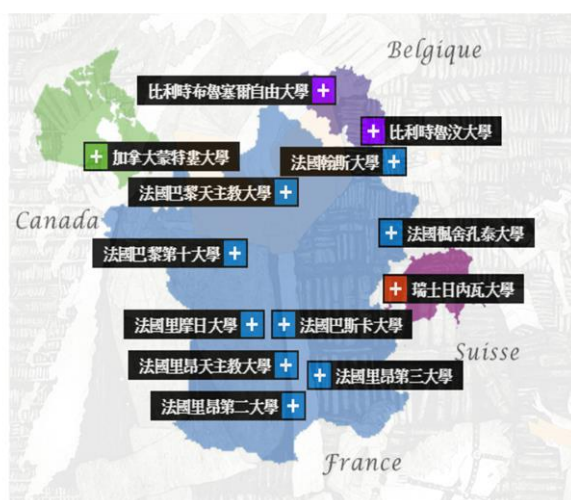 Belgique
比利時布魯塞爾自由大學
比利時魯汶大學
加拿大蒙特婁大學
法國翰斯大學
法國巴黎天主教大學
Canada
法國佩舍孔泰大學
法國巴黎第十大學
瑞士日內瓦大學
法國里摩日大學
法國巴斯卡大學
Suisse
法國里昂天主教大學
法國里昂第三大學
法國里昂第二大學
France